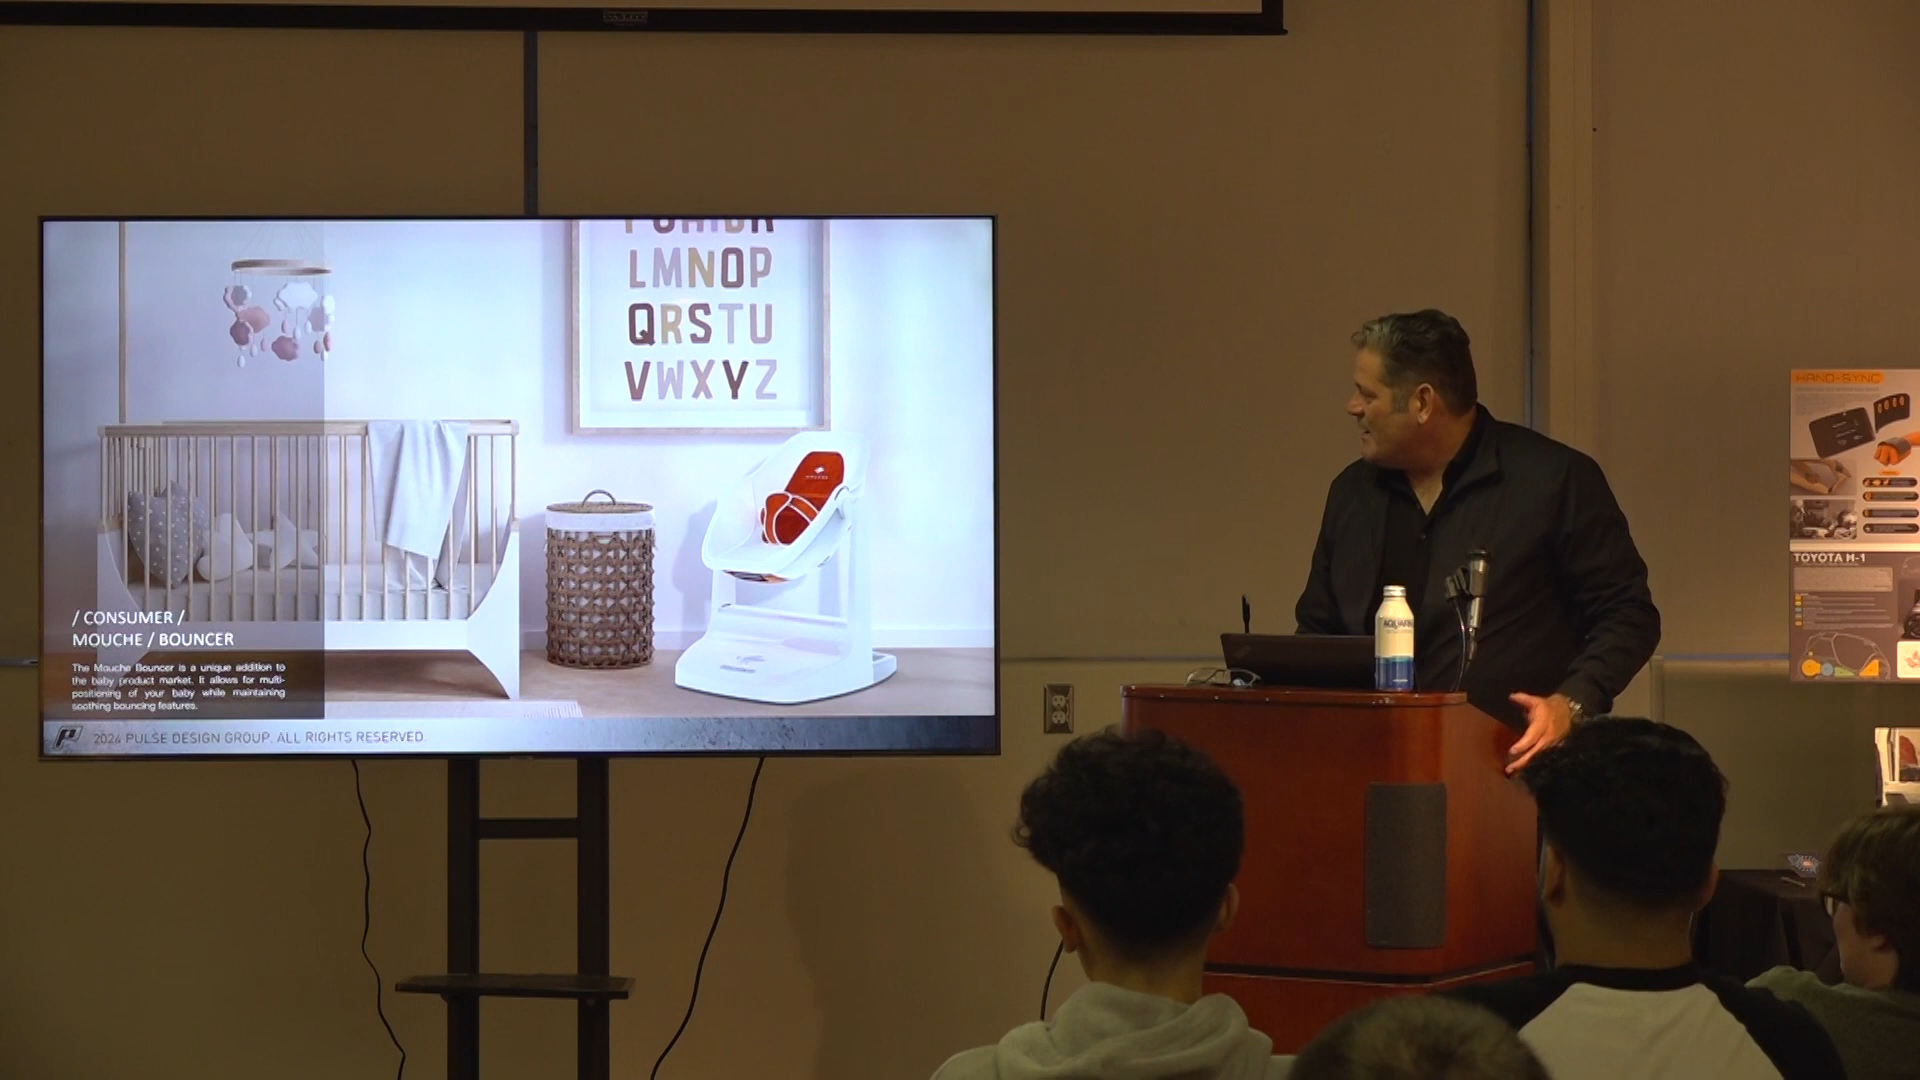 LMNOP
QRSTU
VWXYZ
/ CONSUMER /
MOUCHE / BOUNCER
The Mouche Bouncer is a unique addition to
the baby product market. It allows for multi-
positioning of your baby while maintaining
soothing bouncing features.
2024 PULSE DESIGN GROUP. ALL RIGHTS RESERVED.
HAND-SYNC
TOYOTA M-1